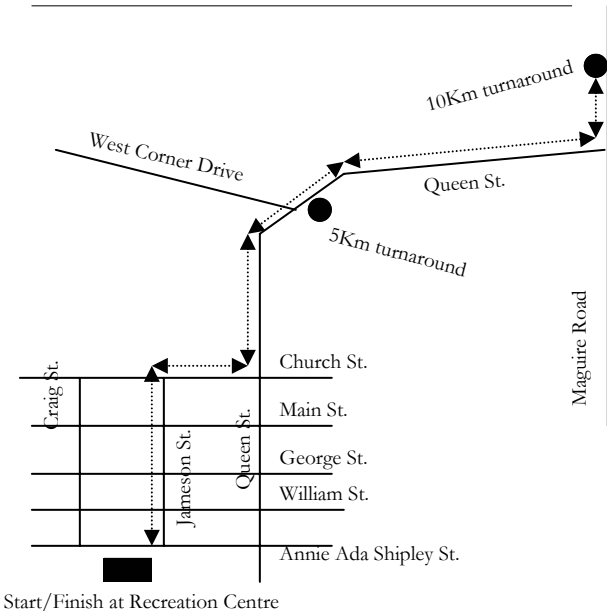 10Km turnaround
West Corner Drive
Queen St.
5Km turnaround
Maguire Road
Church St.
Craig St.
Main St.
Queen St.
Jameson St.
George St.
William St.
Annie Ada Shipley St.
Start/Finish at Recreation Centre